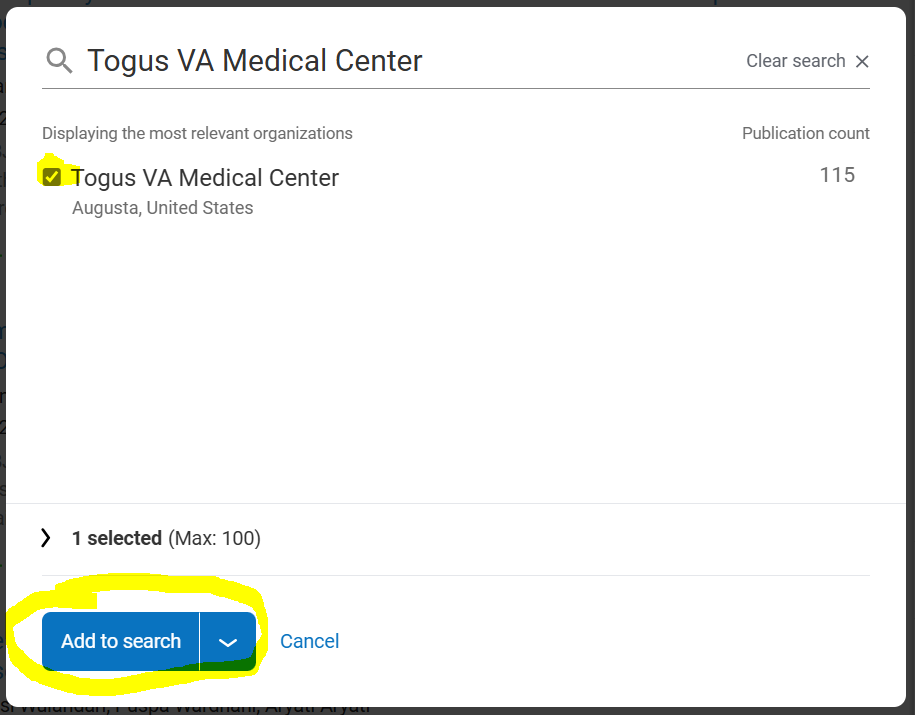 Togus VA Medical Center
Clear search
Displaying the most relevant organizations
Publication count
Togus VA Medical Center
115
Augusta, United States
1 selected (Max: 100)
Add to search
Cancel